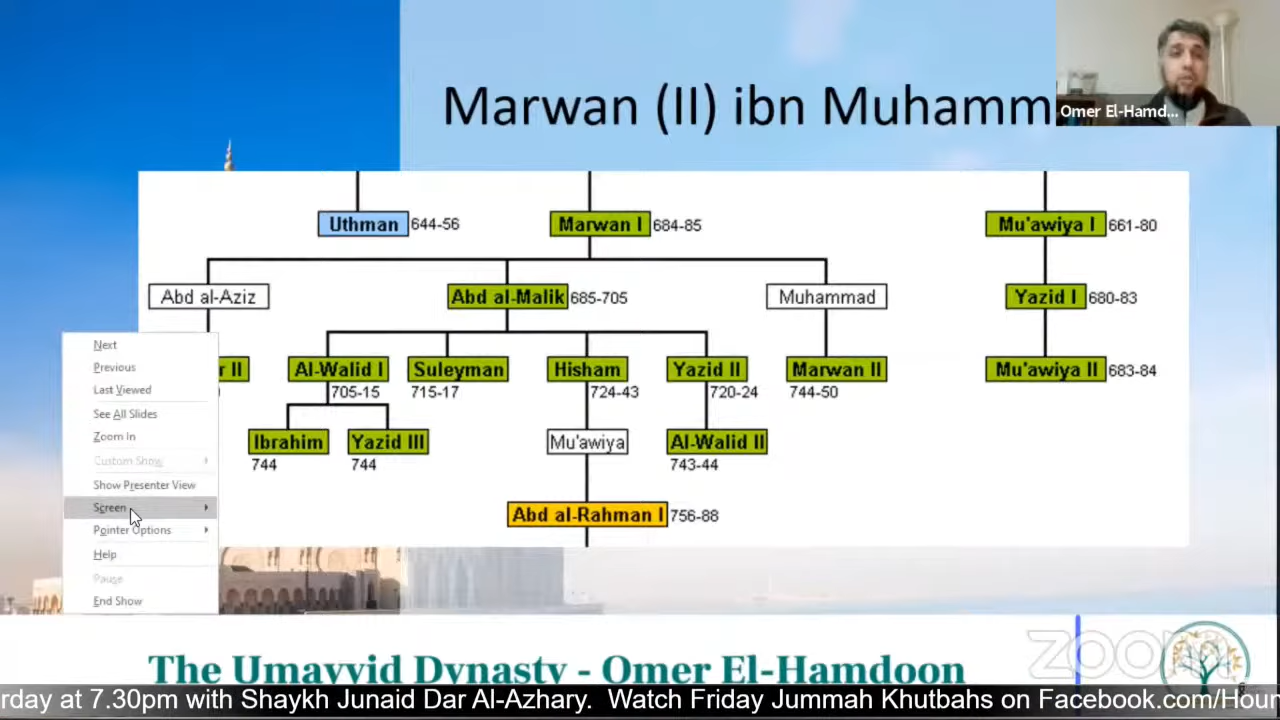 Marwan (II) ibn Muhamm
Omer El-Hamd...
Uthman 644-56
Marwan I 684-85
Mu'awiya I 661-80
Abd al-Aziz
Abd al-Malik 685-705
Muhammad
Yazid I 680-83
r II
Al-Walid I
705-15
Suleyman
715-17
Hisham
724-43
Yazid II
720-24
Marwan II
744-50
Mu'awiya II 683-84
Ibrahim
744
Yazid III
744
Mu'awiya
Al-Walid II
743-44
Abd al-Rahman I 756-88
Next
Previous
Last Viewed
See All Slides
Zoom In
Custom Show
Show Presenter View
Screen
Pointer Options
Help
Pause
End Show
The Umayyid Dynasty - Omer El-Hamdoon
zoom
rday at 7.30pm with Shaykh Junaid Dar Al-Azhary. Watch Friday Jummah Khutbahs on Facebook.com/Hour